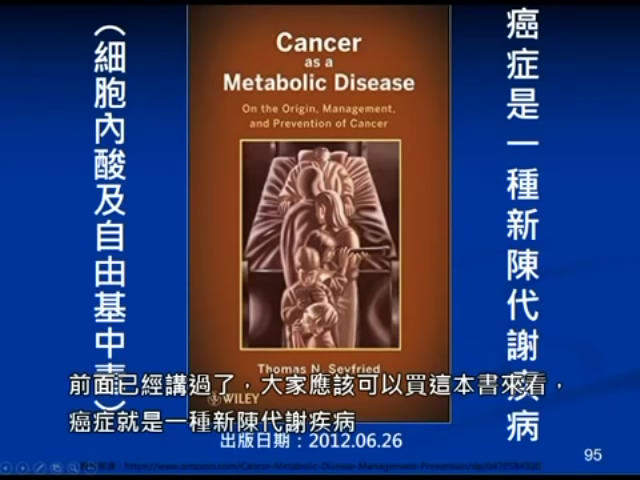 癌症是一種新陳代謝疾病
Cancer
as a
Metabolic Disease
On the Origin, Management,
and Prevention of Cancer
Thomas N. Seyfried
WILEY
(細胞內酸及自由基中毒)
前面已經講過了，大家應該可以買這本書來看，
癌症就是一種新陳代謝疾病
出版日期：2012.06.26
95